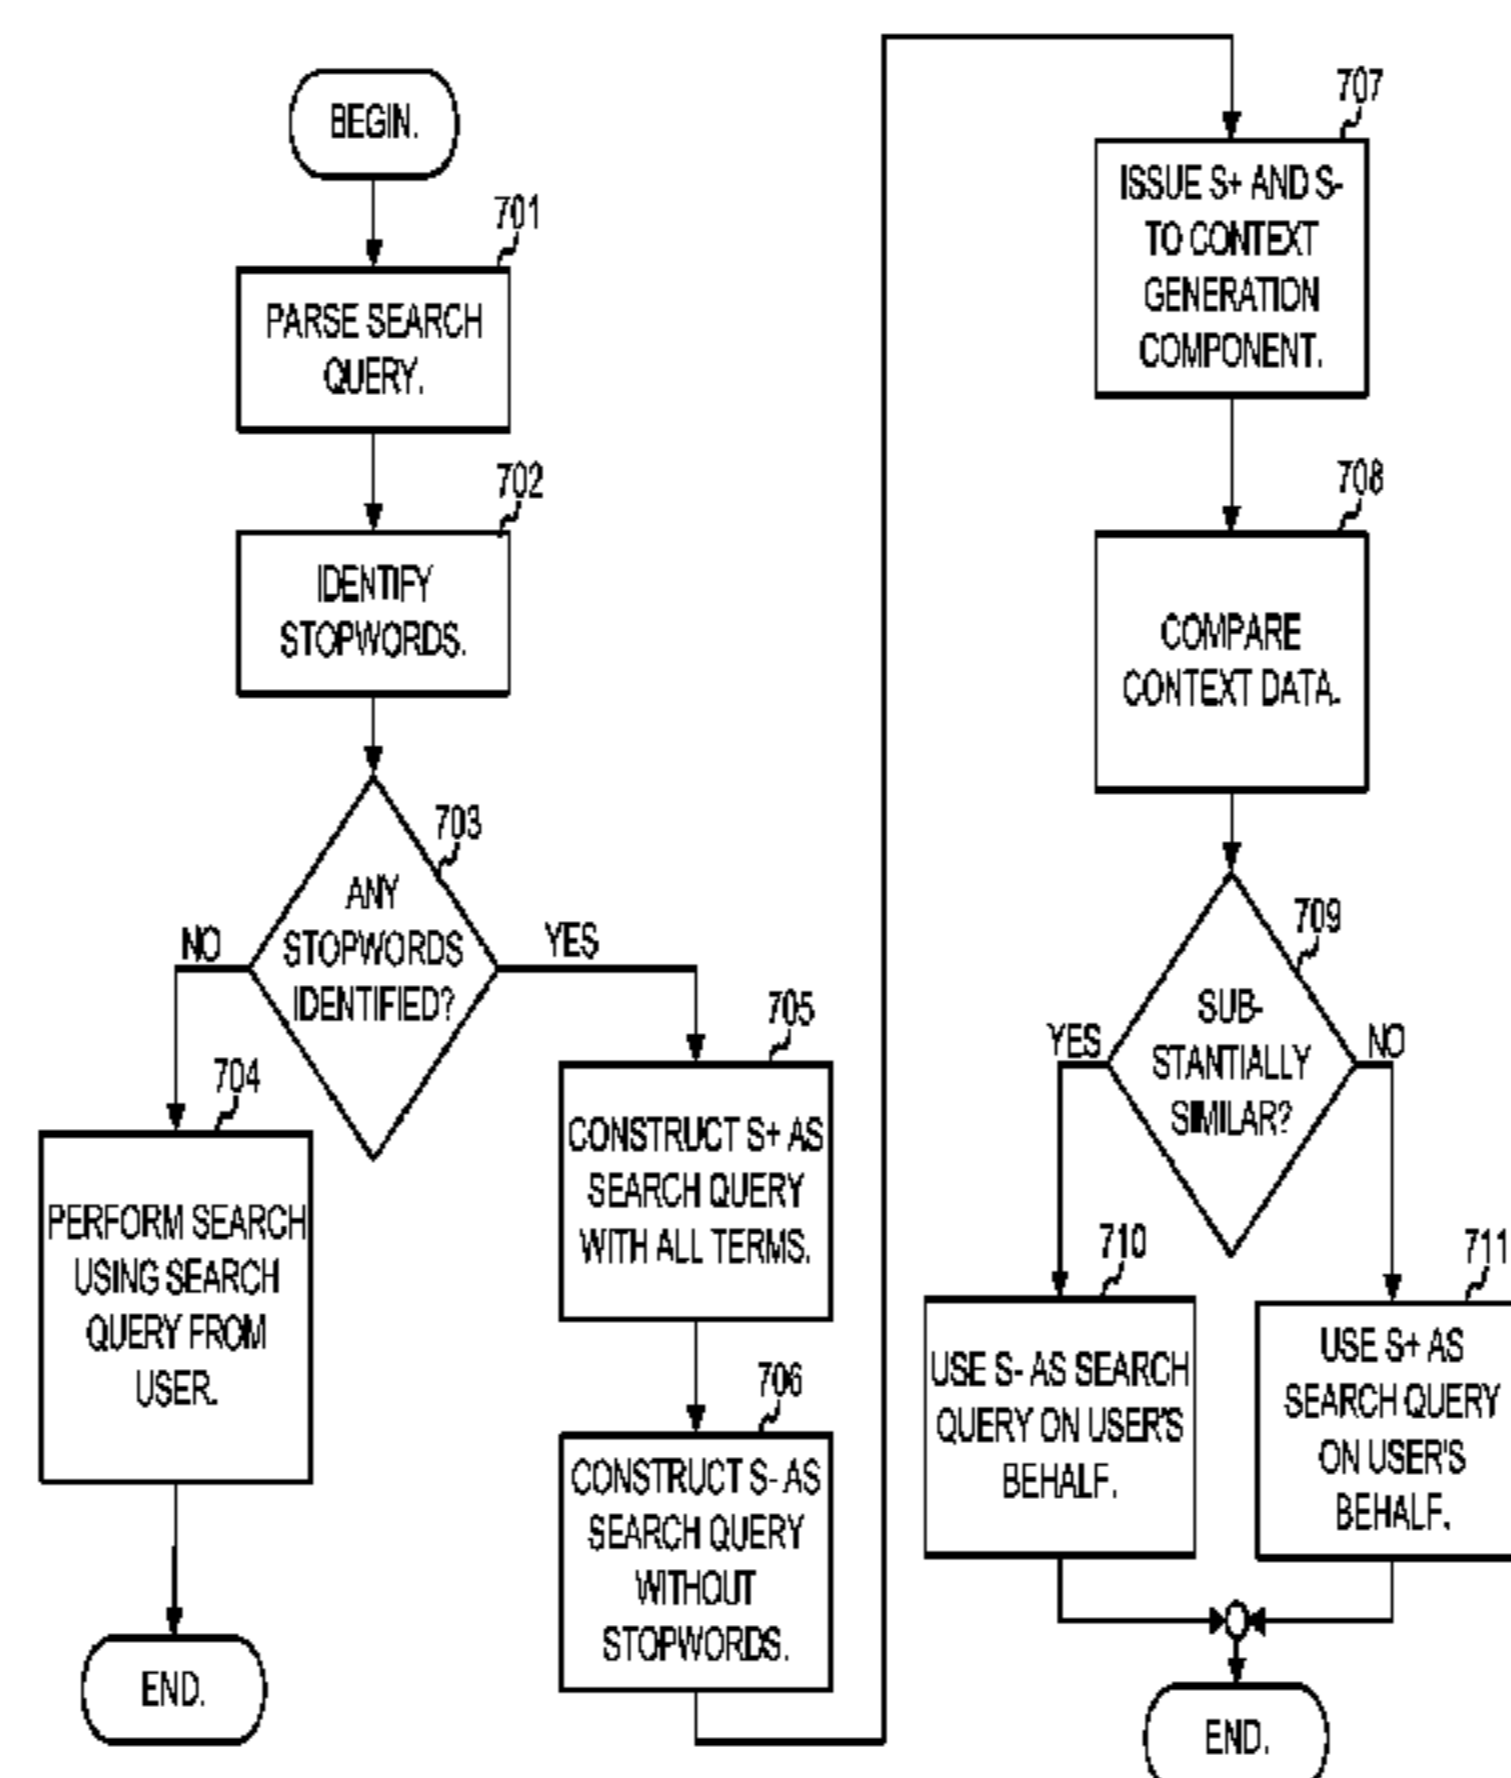 BEGIN.
701
PARSE SEARCH
QUERY.
702
IDENTIFY
STOPWORDS.
703
ANY
STOPWORDS
IDENTIFIED?
NO
YES
704
PERFORM SEARCH
USING SEARCH
QUERY FROM
USER.
END.
705
CONSTRUCT S+ AS
SEARCH QUERY
WITH ALL TERMS.
706
CONSTRUCT S- AS
SEARCH QUERY
WITHOUT
STOPWORDS.
707
ISSUE S+ AND S-
TO CONTEXT
GENERATION
COMPONENT.
708
COMPARE
CONTEXT DATA.
709
SUB-
STANTIALLY
SIMILAR?
YES
NO
710
USE S- AS SEARCH
QUERY ON USER'S
BEHALF.
711
USE S+ AS
SEARCH QUERY
ON USER'S
BEHALF.
END.